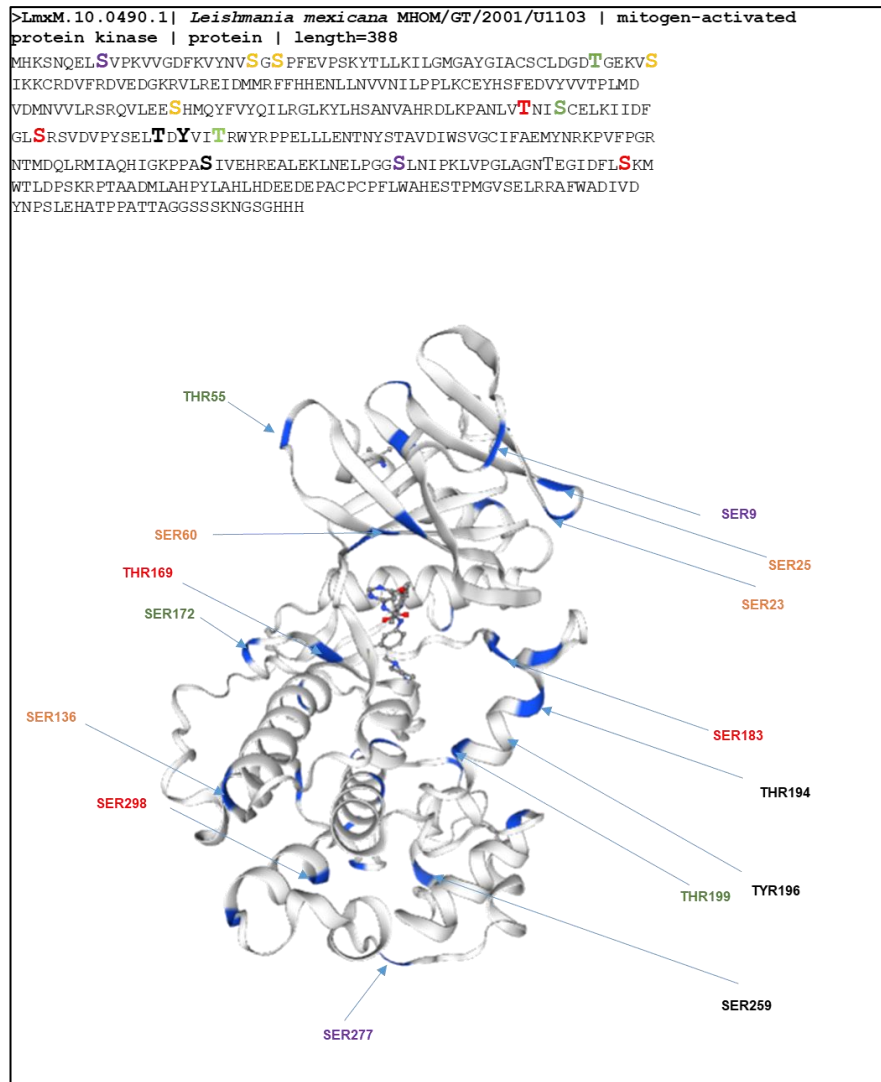 >LmxM.10.0490.1| Leishmania mexicana MHOM/GT/2001/U1103 | mitogen-activated
protein kinase | protein | length=388
MHKSNQELSVPKVVGDFKVYNVSGSPFEVPSKYTLLKILGMGAYGIACSCLDGDTGEKVS
IKKCRDVFRDVEDGKRVLREIDMMRFFHHENLLNVVNILPPLKCEYHSFEDVYVVTPLMD
VDMNVVLRSRQVLEESHMQYFVYQILRGLKYLHSANVAHRDLKPANLVTNISCELKIIDF
GLSRSVDVPYSELTDYVITRWYRPPELLLENTNYSTAVDIWSVGCIFAEMYNRKPVFPGR
NTMDQLRMIAQHIGKPPASIVEHREALEKLNELPGGSLNIPKLVPGLAGNTEGIDFLSKM
WTLDPSKRPTAADMLAHPYLAHLHDEEDEPACPCPFLWAHESTPMGVSELRRAFWADIVD
YNPSLEHATPPATTAGGSSSKNGSGHHH
THR55
SER9
SER60
SER25
THR169
SER23
SER172
SER136
SER183
SER298
THR194
THR199
TYR196
SER259
SER277